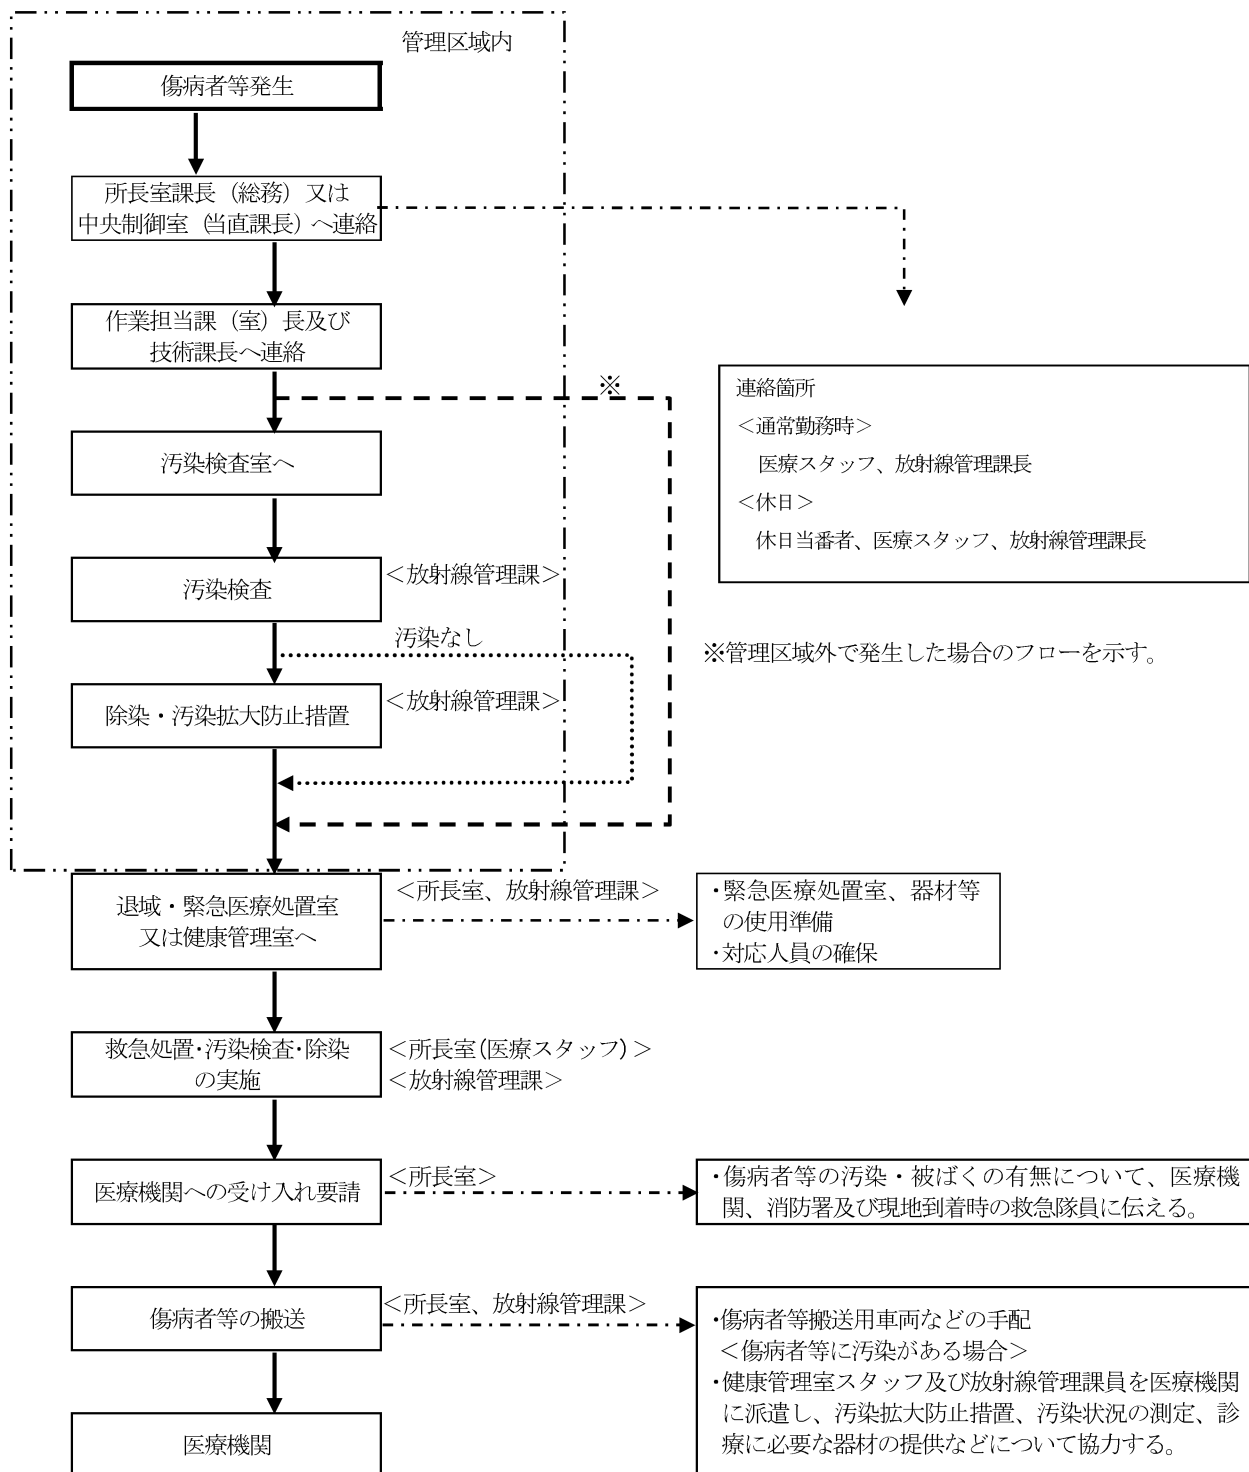 管理区域内
傷病者等発生
所長室課長（総務）又は
中央制御室（当直課長）へ連絡
作業担当課（室）長及び
技術課長へ連絡
※
連絡箇所
＜通常勤務時＞
医療スタッフ、放射線管理課長
＜休日＞
休日当番者、医療スタッフ、放射線管理課長
汚染検査室へ
汚染検査
＜放射線管理課＞
汚染なし
※管理区域外で発生した場合のフローを示す。
除染・汚染拡大防止措置
＜放射線管理課＞
退域・緊急医療処置室
又は健康管理室へ
＜所長室、放射線管理課＞
・緊急医療処置室、器材等
の使用準備
・対応人員の確保
救急処置・汚染検査・除染
の実施
＜所長室（医療スタッフ）＞
＜放射線管理課＞
医療機関への受け入れ要請
＜所長室＞
・傷病者等の汚染・被ばくの有無について、医療機
関、消防署及び現地到着時の救急隊員に伝える。
傷病者等の搬送
＜所長室、放射線管理課＞
・傷病者等搬送用車両などの手配
＜傷病者等に汚染がある場合＞
・健康管理室スタッフ及び放射線管理課員を医療機関
に派遣し、汚染拡大防止措置、汚染状況の測定、診
療に必要な器材の提供などについて協力する。
医療機関